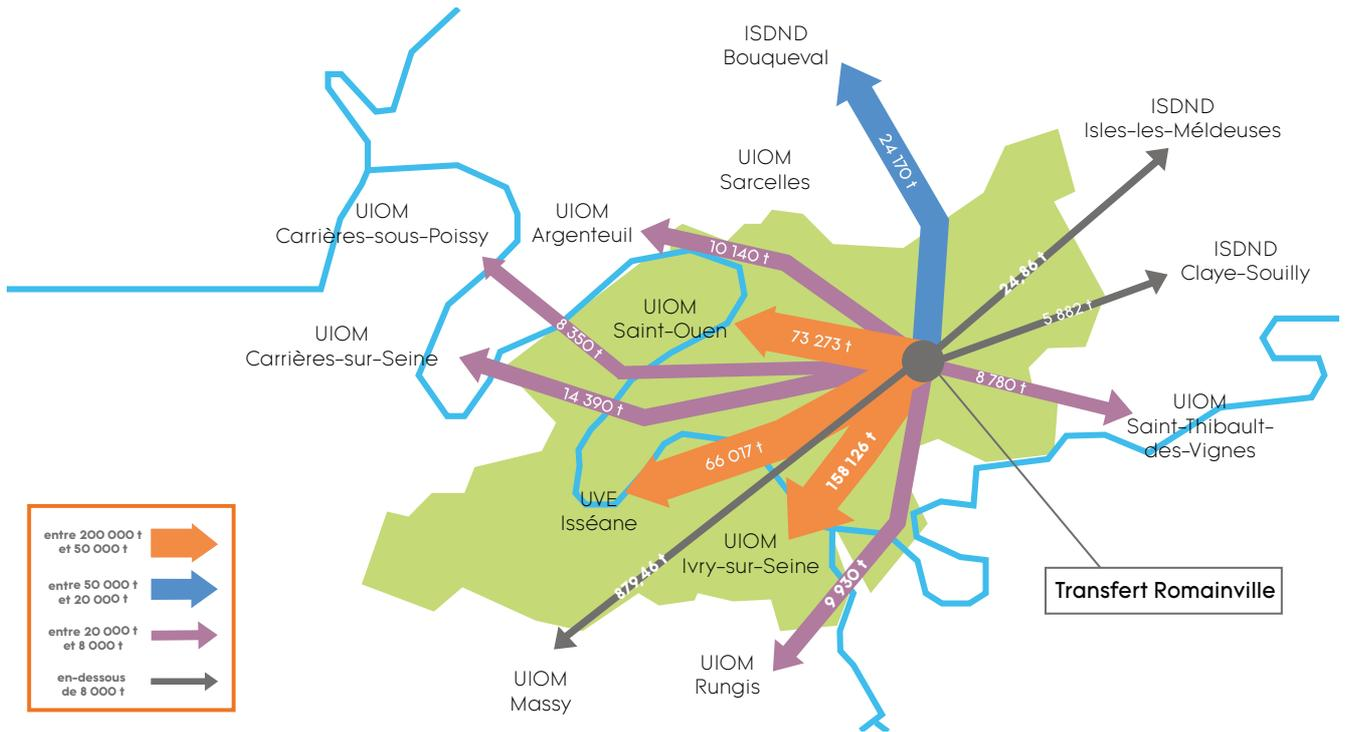 ISDND
Bouqueval
ISDND
Isles-les-Méldeuses
UIOM
Sarcelles
24 170 t
UIOM
Carrières-sous-Poissy
UIOM
Argenteuil
10 140 t
24,86 t
ISDND
Claye-Souilly
UIOM
Saint-Ouen
73 273 t
5 882 t
UIOM
Carrières-sur-Seine
8 350 t
14 390 t
8 780 t
UIOM
Saint-Thibault-
des-Vignes
66 017 t
158 126 t
UVE
Isséane
UIOM
Ivry-sur-Seine
879,46 t
9 930 t
Transfert Romainville
UIOM
Massy
UIOM
Rungis
entre 200 000 t
et 50 000 t
entre 50 000 t
et 20 000 t
entre 20 000 t
et 8 000 t
en-dessous
de 8 000 t